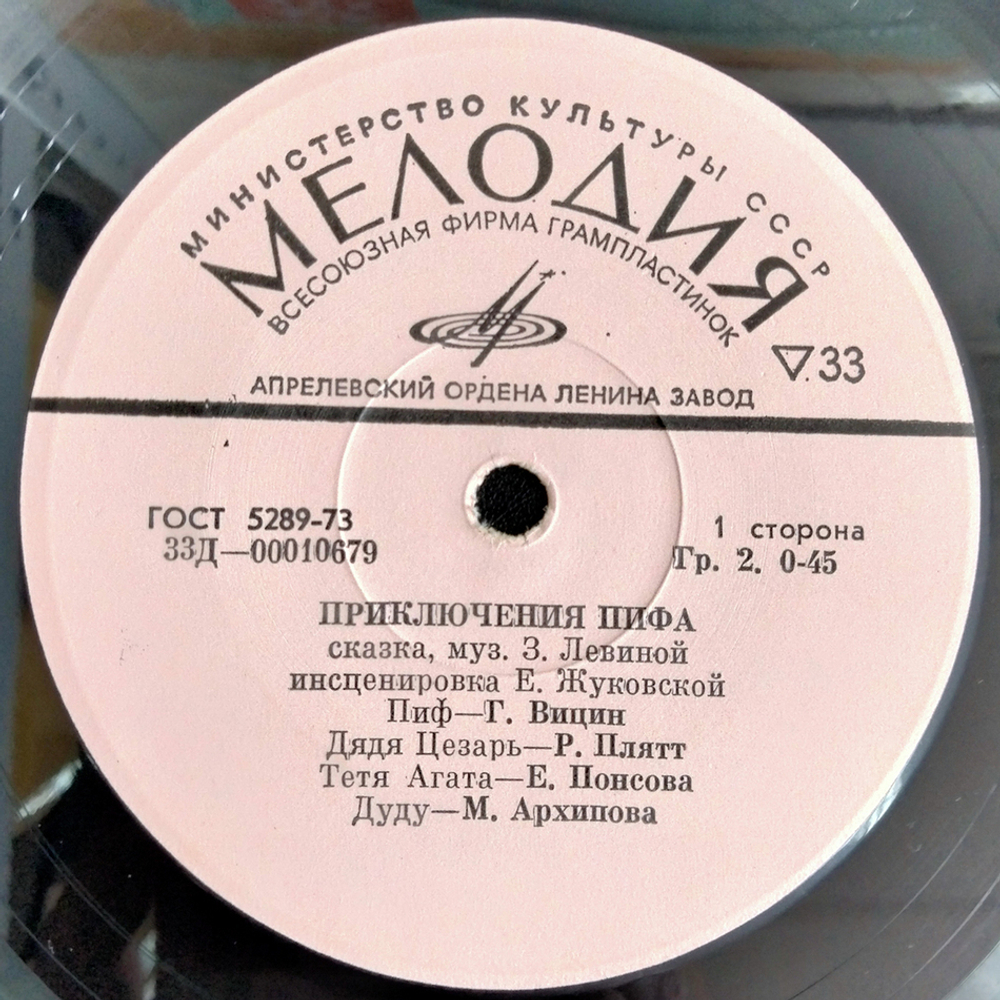 МИНИСТЕРСТВО КУЛЬТУРЫ СССР
МЕЛОДИЯ
ВСЕСОЮЗНАЯ ФИРМА ГРАМПЛАСТИНОК
33
АПРЕЛЕВСКИЙ ОРДЕНА ЛЕНИНА ЗАВОД
ГОСТ 5289-73
33Д—00010679
1 сторона
Гр. 2. 0-45
ПРИКЛЮЧЕНИЯ ПИФА
сказка, муз. З. Левиной
инсценировка Е. Жуковской
Пиф—Г. Вицин
Дядя Цезарь—Р. Плятт
Тетя Агата—Е. Понсова
Дуду—М. Архипова